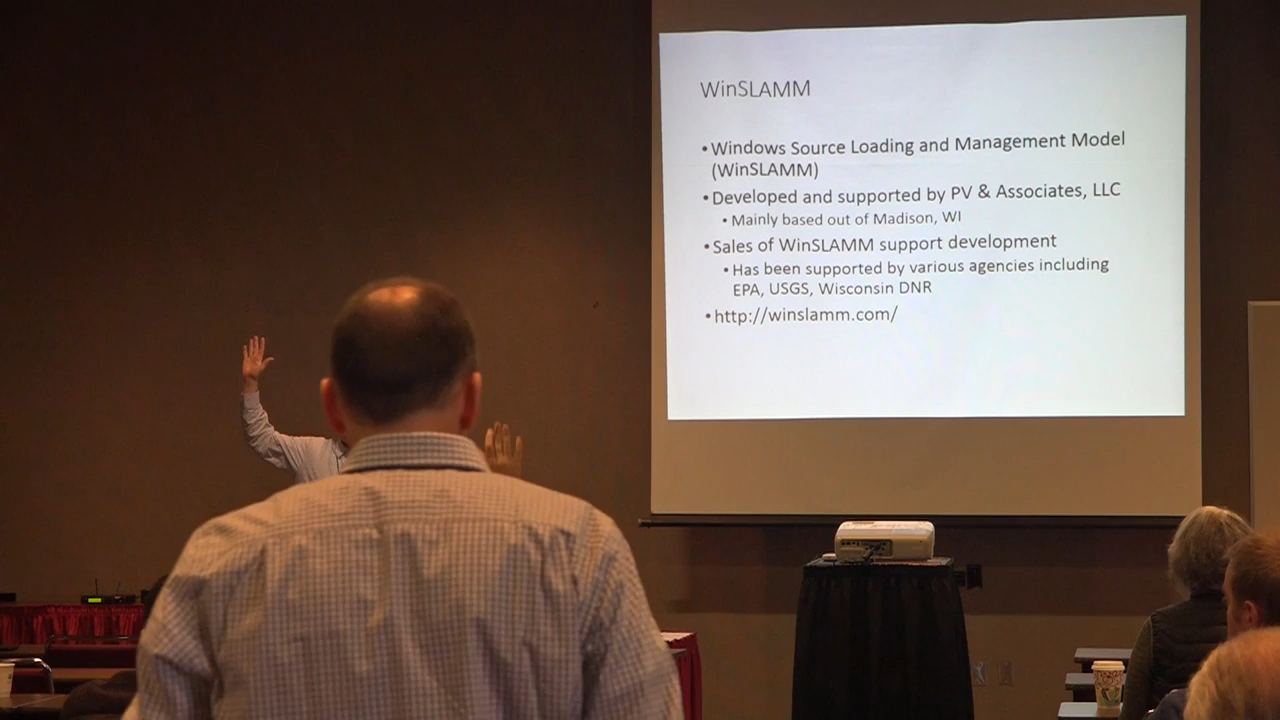 WinSLAMM
• Windows Source Loading and Management Model
(WinSLAMM)
• Developed and supported by PV & Associates, LLC
• Mainly based out of Madison, WI
• Sales of WinSLAMM support development
• Has been supported by various agencies including
EPA, USGS, Wisconsin DNR
• http://winslamm.com/